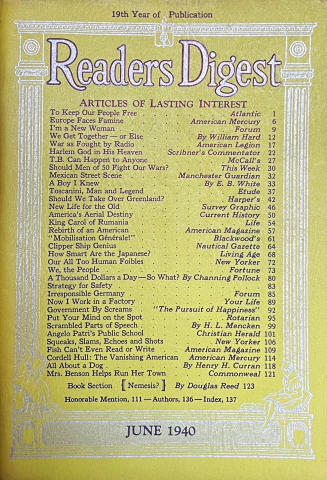 19th Year of Publication
Readers Digest
ARTICLES OF LASTING INTEREST
To Keep Our People Free . Atlantic 1
Europe Faces Famine . American Mercury 6
I'm a New Woman . Forum 9
We Get Together — or Else . By William Hard 12
War as Fought by Radio . American Legion 17
Harlem God in His Heaven . Scribner's Commentator 22
T.B. Can Happen to Anyone . McCall's 27
Should Men of 50 Fight Our Wars? . This Week 30
Mexican Street Scene . Manchester Guardian 32
A Boy I Knew . By E. B. White 33
Toscanini, Man and Legend . Etude 37
Should We Take Over Greenland? . Harper's 42
New Life for the Old . Survey Graphic 46
America's Aerial Destiny . Current History 50
King Carol of Rumania . Life 54
Rebirth of an American . American Magazine 57
"Mobilisation Générale!" . Blackwood's 61
Clipper Ship Genius . Nautical Gazette 64
How Smart Are the Japanese? . Living Age 68
Our All Too Human Foibles . New Yorker 72
We, the People . Fortune 73
A Thousand Dollars a Day—So What? By Channing Pollock 80
Strategy for Safety . 83
Irresponsible Germany . Forum 85
Now I Work in a Factory . Your Life 89
Government By Screams . "The Pursuit of Happiness" 92
Put Your Mind on the Spot . Rotarian 95
Scrambled Parts of Speech . By H. L. Mencken 99
Angelo Patri's Public School . Christian Herald 101
Squeaks, Slams, Echoes and Shots . New Yorker 106
Fish Can't Even Read or Write . American Magazine 109
Cordell Hull: The Vanishing American . American Mercury 114
All About a Dog . By Henry H. Curran 118
Mrs. Benson Helps Run Her Town . Commonweal 121
Book Section [Nemesis?] By Douglas Reed 123
Honorable Mention, 111 — Authors, 136 — Index, 137
JUNE 1940